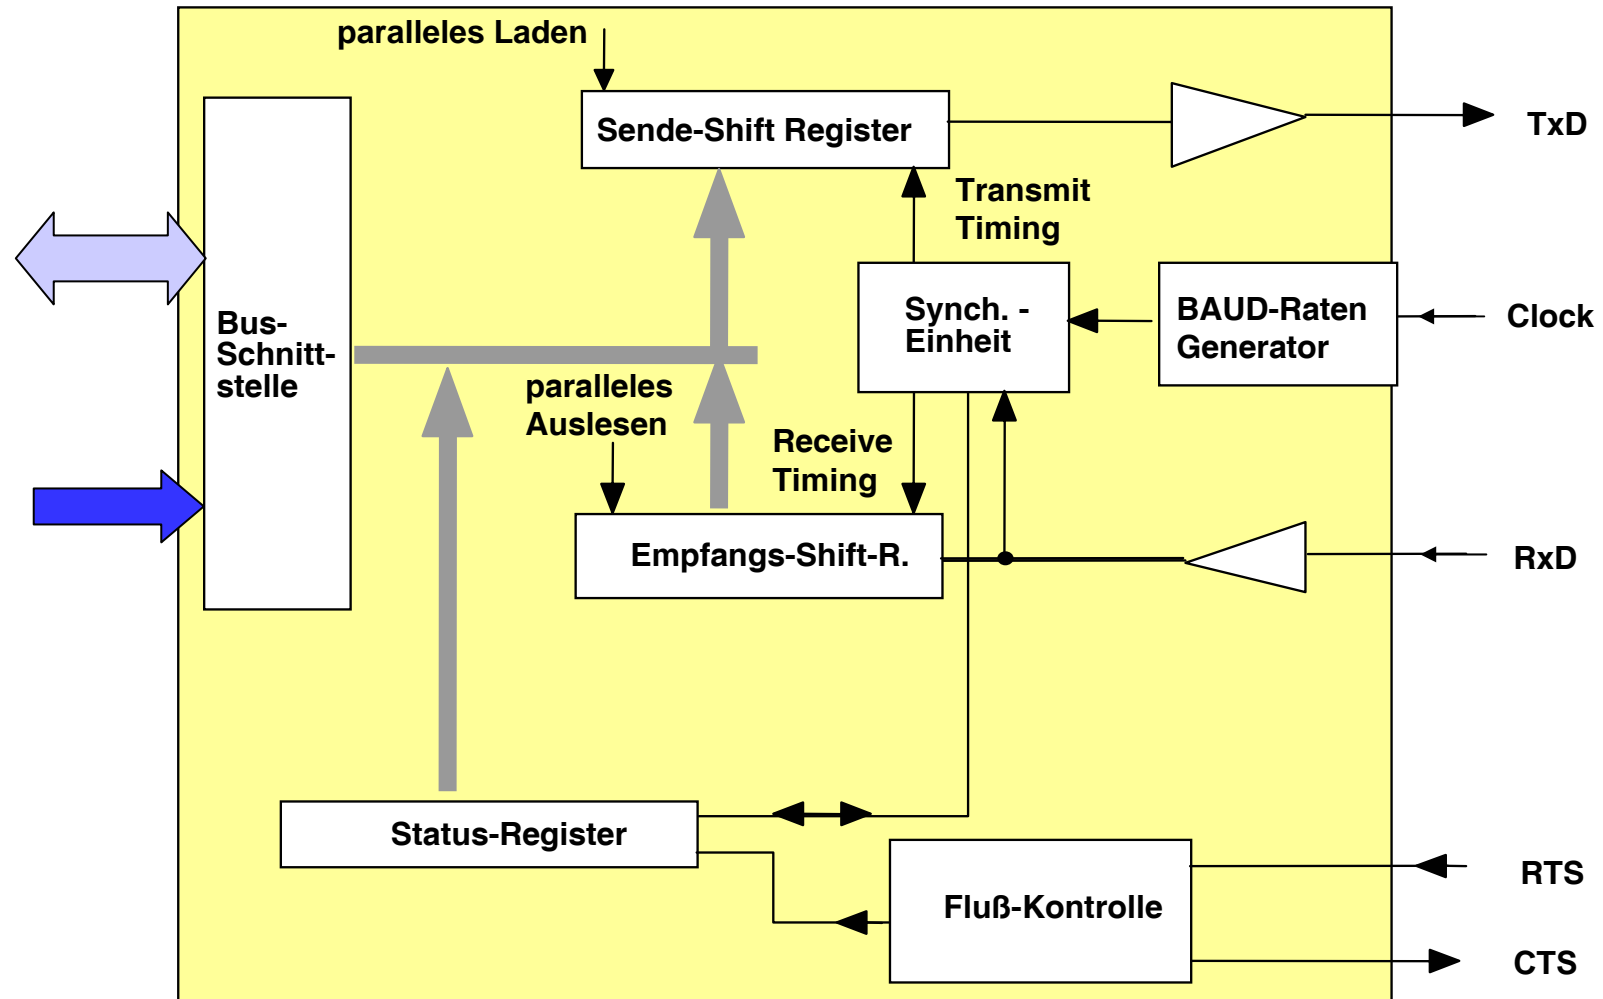 paralleles Laden
Sende-Shift Register
TxD
Transmit
Timing
Bus-
Schnitt-
stelle
Synch. -
Einheit
BAUD-Raten
Generator
Clock
paralleles
Auslesen
Receive
Timing
Empfangs-Shift-R.
RxD
Status-Register
Fluß-Kontrolle
RTS
CTS